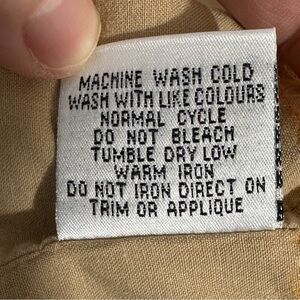 MACHINE WASH COLD
WASH WITH LIKE COLOURS
NORMAL CYCLE
DO NOT BLEACH
TUMBLE DRY LOW
WARM IRON
DO NOT IRON DIRECT ON
TRIM OR APPLIQUE